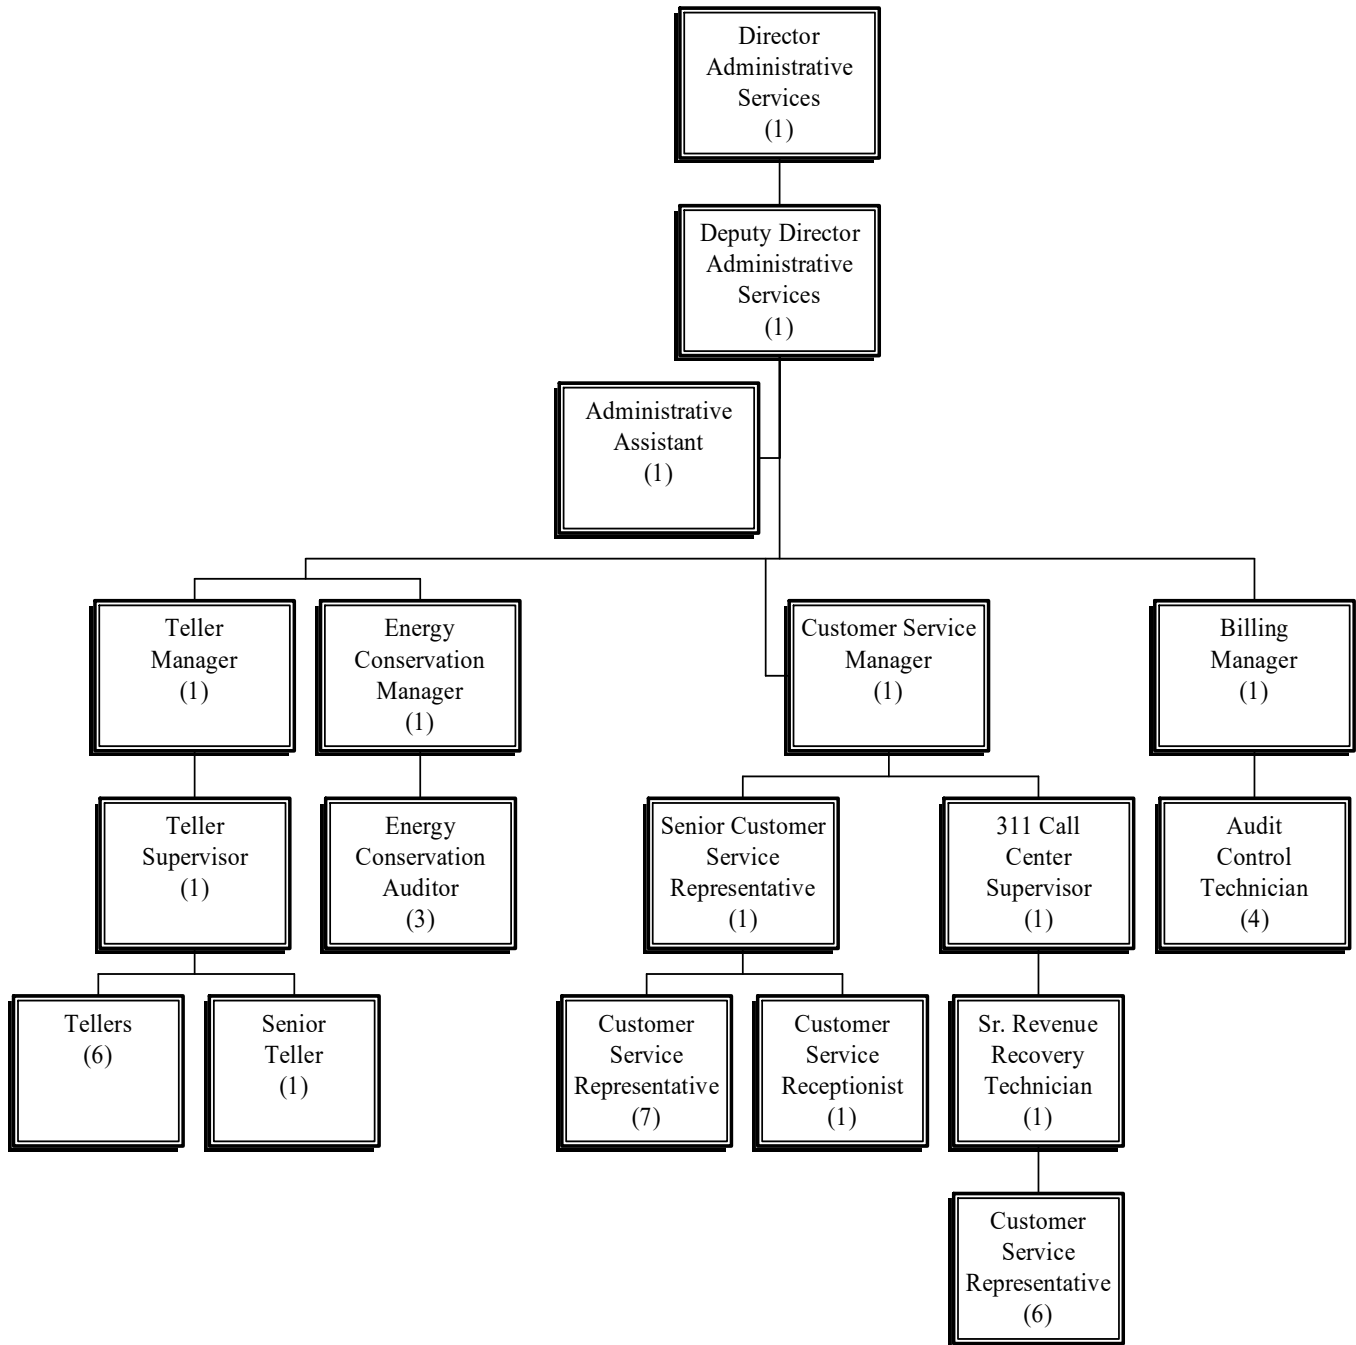 Director
Administrative
Services
(1)
Deputy Director
Administrative
Services
(1)
Administrative
Assistant
(1)
Teller
Manager
(1)
Energy
Conservation
Manager
(1)
Customer Service
Manager
(1)
Billing
Manager
(1)
Teller
Supervisor
(1)
Energy
Conservation
Auditor
(3)
Senior Customer
Service
Representative
(1)
311 Call
Center
Supervisor
(1)
Audit
Control
Technician
(4)
Tellers
(6)
Senior
Teller
(1)
Customer
Service
Representative
(7)
Customer
Service
Receptionist
(1)
Sr. Revenue
Recovery
Technician
(1)
Customer
Service
Representative
(6)